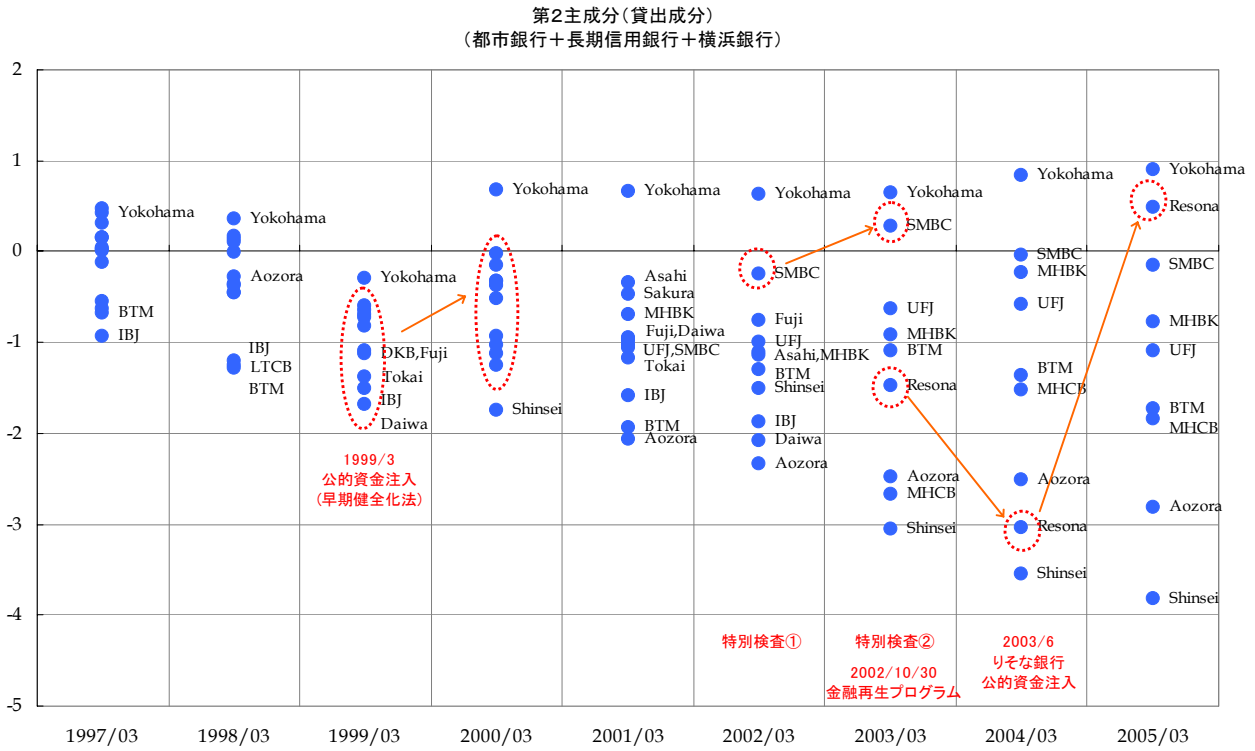 第2主成分(貸出成分)
(都市銀行+長期信用銀行+横浜銀行)
2
1
0
-1
-2
-3
-4
-5
Yokohama
BTM
IBJ
Yokohama
Aozora
IBJ
LTCB
BTM
Yokohama
DKB,Fuji
Tokai
IBJ
Daiwa
1999/3
公的資金注入
(早期健全化法)
Yokohama
Shinsei
Yokohama
Asahi
Sakura
MHBK
Fuji,Daiwa
UFJ,SMBC
Tokai
IBJ
BTM
Aozora
Yokohama
SMBC
Fuji
UFJ
Asahi,MHBK
BTM
Shinsei
IBJ
Daiwa
Aozora
特別検査①
Yokohama
SMBC
UFJ
MHBK
BTM
Resona
Aozora
MHCB
Shinsei
特別検査②
2002/10/30
金融再生プログラム
Yokohama
SMBC
MHBK
UFJ
BTM
MHCB
Aozora
Resona
Shinsei
2003/6
りそな銀行
公的資金注入
Yokohama
Resona
SMBC
MHBK
UFJ
BTM
MHCB
Aozora
Shinsei
1997/03
1998/03
1999/03
2000/03
2001/03
2002/03
2003/03
2004/03
2005/03